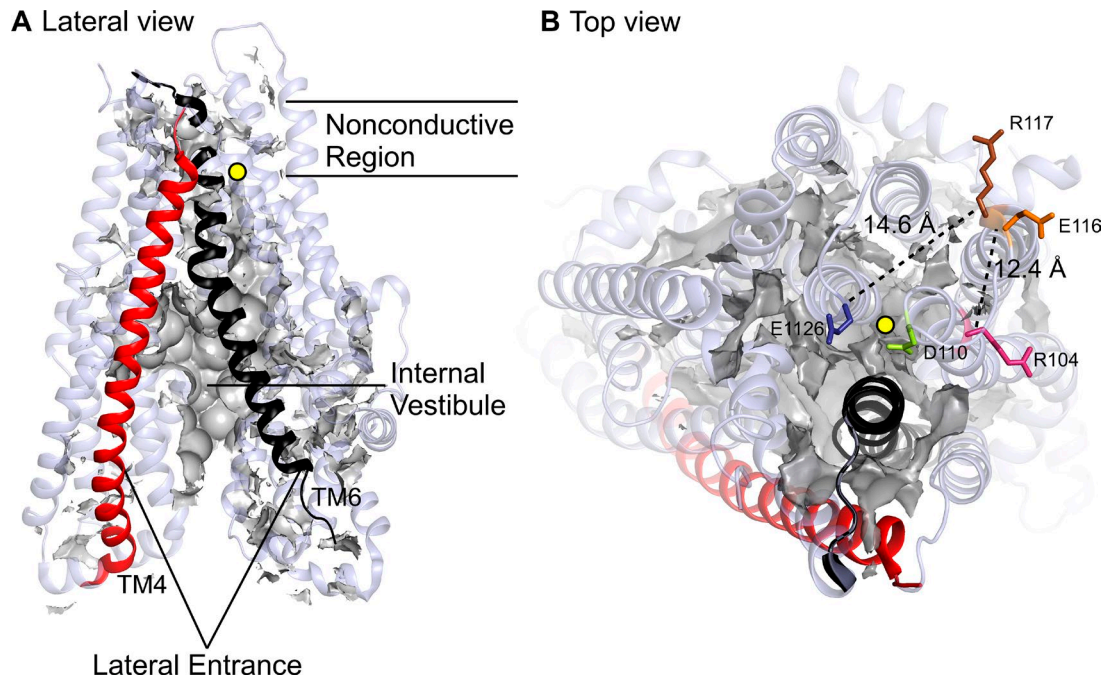 A Lateral view
Nonconductive
Region
Internal
Vestibule
TM6
TM4
Lateral Entrance
B Top view
R117
14.6 Å
E116
12.4 Å
E1126
D110
R104